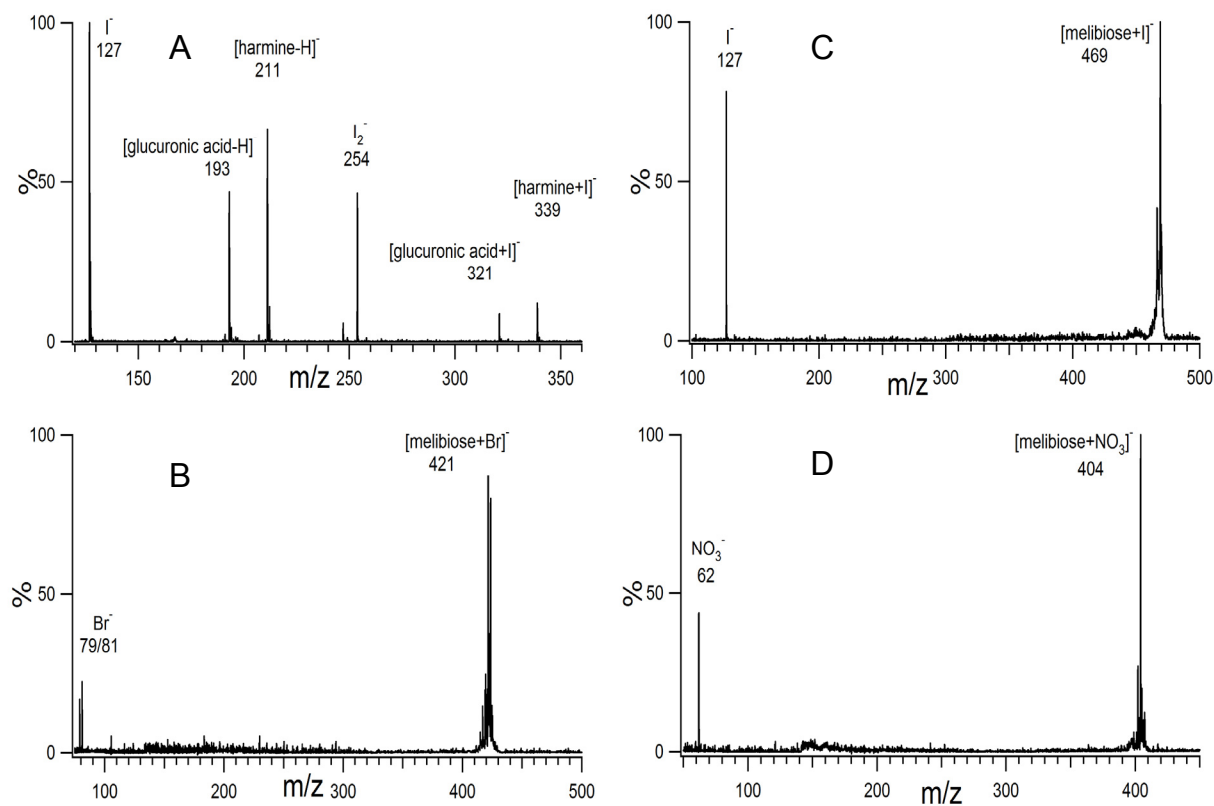 A
100
50
0
%
I-
127
[glucuronic acid-H]
193
[harmine-H]-
211
I2-
254
[glucuronic acid+I]-
321
[harmine+I]-
339
150 200 250 300 350
m/z
C
100
50
0
%
I-
127
[melibiose+I]-
469
100 200 300 400 500
m/z
B
100
50
0
%
Br-
79/81
[melibiose+Br]-
421
100 200 300 400 500
m/z
D
100
50
0
%
NO3-
62
[melibiose+NO3]-
404
100 200 300 400
m/z